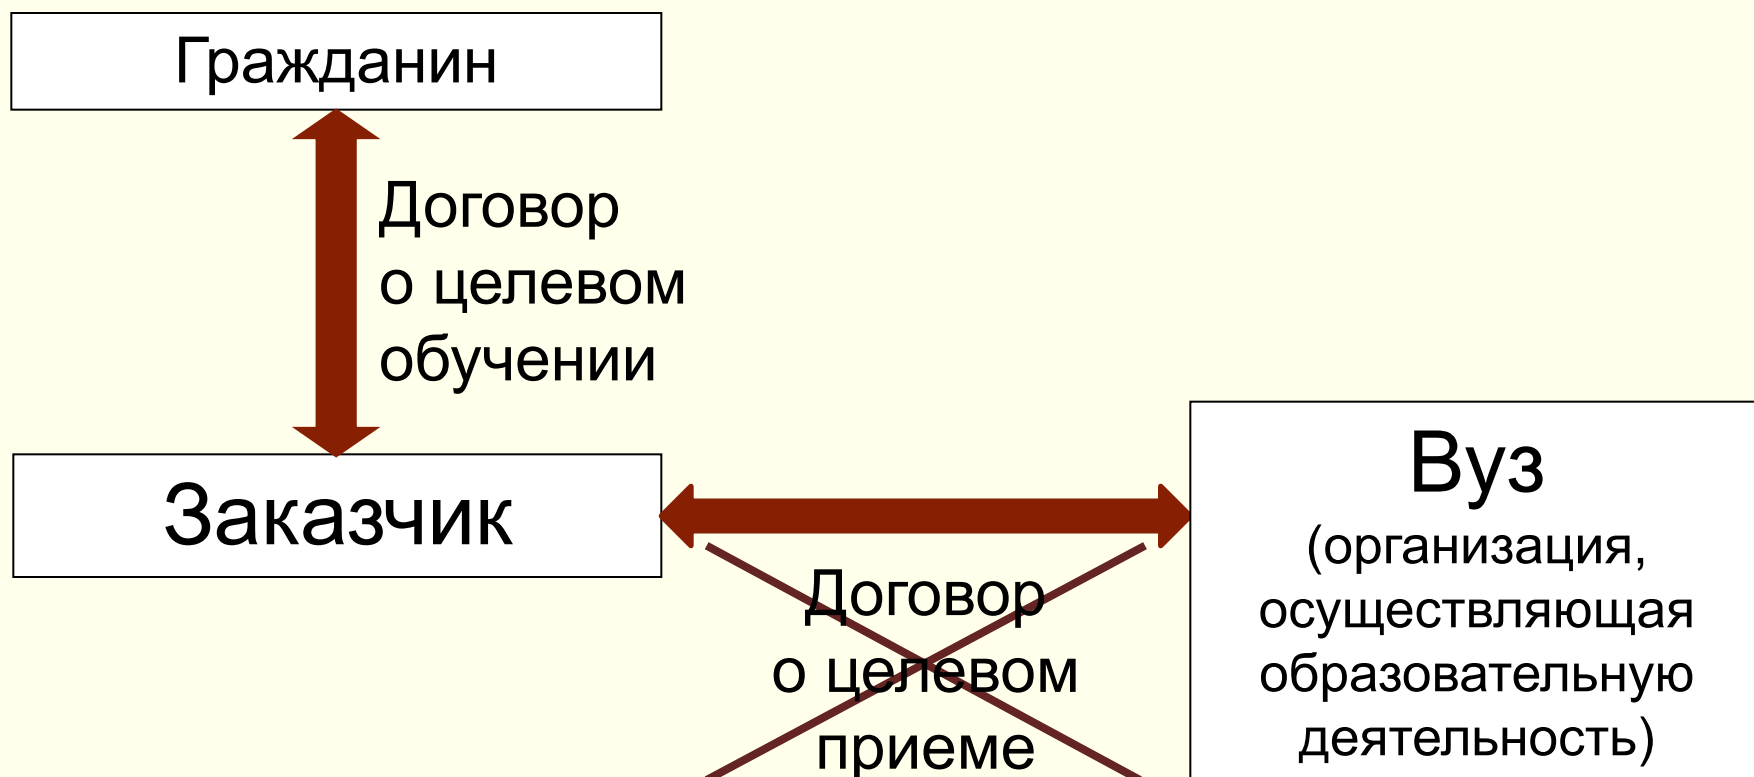 Гражданин
Договор
о целевом
обучении
Заказчик
Вуз
(организация,
осуществляющая
образовательную
деятельность)
Договор
о целевом
приеме